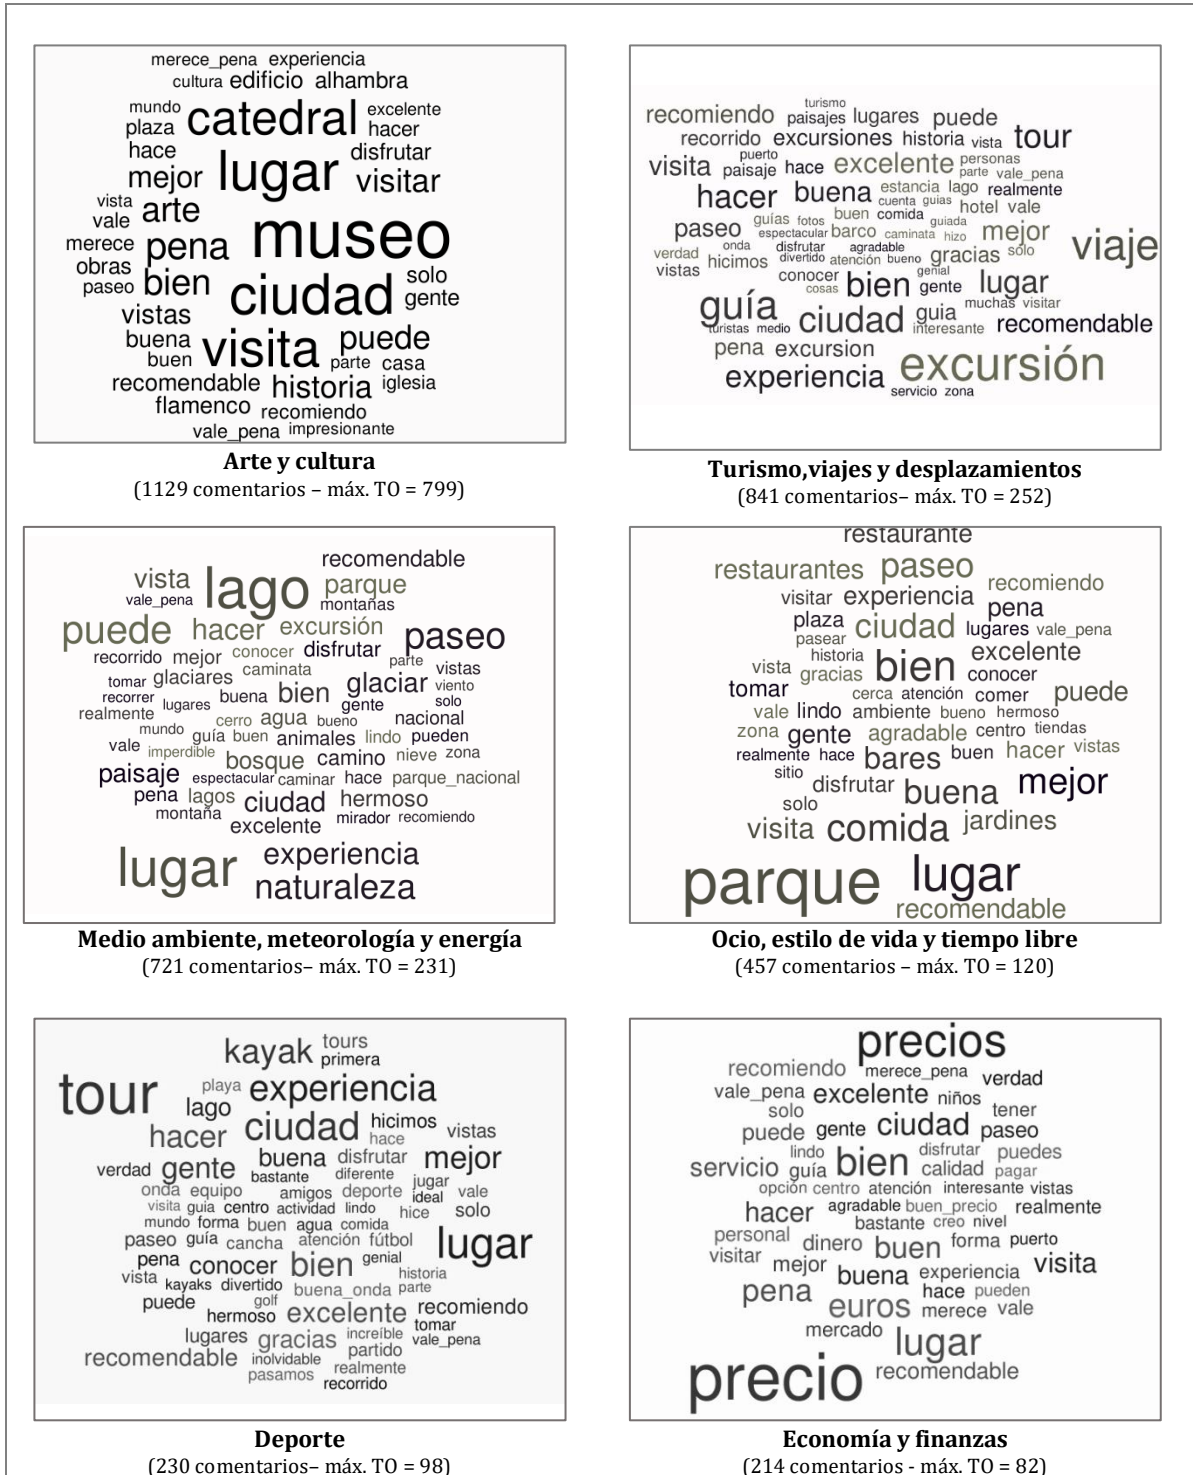 merece_pena experiencia
cultura edificio alhambra
mundo catedral excelente
plaza hacer
hace lugar disfrutar
mejor visitar
vista arte
vale museo
merece pena
obras ciudad solo
paseo bien gente
vistas
buena visita puede
buen parte casa
recomendable historia iglesia
flamenco recomiendo
vale_pena impresionante
Arte y cultura
(1129 comentarios – máx. TO = 799)
turismo
recomiendo paisajes lugares puede
recorrido excursiones historia vista tour
puerto personas
visita paisaje hace excelente parte vale_pena
estancia lago realmente
hacer buena cuenta guias hotel vale
guías fotos buen comida guiada
paseo espectacular barco caminata hizo mejor viaje
verdad onda disfrutar agradable gracias solo
vistas hicimos divertido atención bueno
conocer genial
cosas bien gente lugar
muchas visitar
guía ciudad guia
turistas medio interesante recomendable
pena excursion excursión
experiencia
servicio zona
Turismo,viajes y desplazamientos
(841 comentarios– máx. TO = 252)
recomendable
vista lago parque
vale_pena montañas
puede hacer excursión paseo
conocer disfrutar
recorrido mejor parte vistas
tomar glaciares caminata glaciar viento
recorrer lugares buena bien gente solo
realmente cerro agua bueno nacional
mundo guía buen animales lindo pueden
vale imperdible bosque camino nieve zona
paisaje espectacular caminar hace parque_nacional
pena lagos ciudad hermoso
montaña mirador recomiendo
excelente
lugar experiencia
naturaleza
Medio ambiente, meteorología y energía
(721 comentarios– máx. TO = 231)
restaurante
restaurantes paseo recomiendo
visitar experiencia pena
plaza ciudad lugares vale_pena
pasear
historia bien excelente
vista gracias conocer
tomar cerca atención comer puede
vale lindo ambiente bueno hermoso
zona gente agradable centro tiendas
realmente hace bares buen hacer vistas
sitio disfrutar buena mejor
solo
visita comida jardines
parque lugar
recomendable
Ocio, estilo de vida y tiempo libre
(457 comentarios – máx. TO = 120)
kayak tours
primera
tour playa experiencia
lago
hacer ciudad hicimos vistas
hace
buena disfrutar mejor
verdad gente bastante diferente jugar
onda equipo amigos deporte ideal vale
visita guia centro actividad lindo hice solo
mundo forma buen agua comida
paseo guía cancha atención fútbol lugar
pena conocer bien genial
vista historia
kayaks divertido buena_onda parte
puede golf
hermoso excelente recomiendo
tomar
lugares gracias increíble vale_pena
partido
recomendable inolvidable realmente
pasamos recorrido
Deporte
(230 comentarios– máx. TO = 98)
precios
recomiendo merece_pena verdad
vale_pena excelente niños
solo tener
puede gente ciudad paseo
lindo disfrutar puedes
servicio guía bien calidad pagar
opción centro atención interesante vistas
hacer agradable buen_precio realmente
bastante creo nivel
personal dinero buen forma puerto
visitar mejor visita
buena experiencia
pena hace pueden
euros merece vale
mercado lugar
precio recomendable
Economía y finanzas
(214 comentarios - máx. TO = 82)